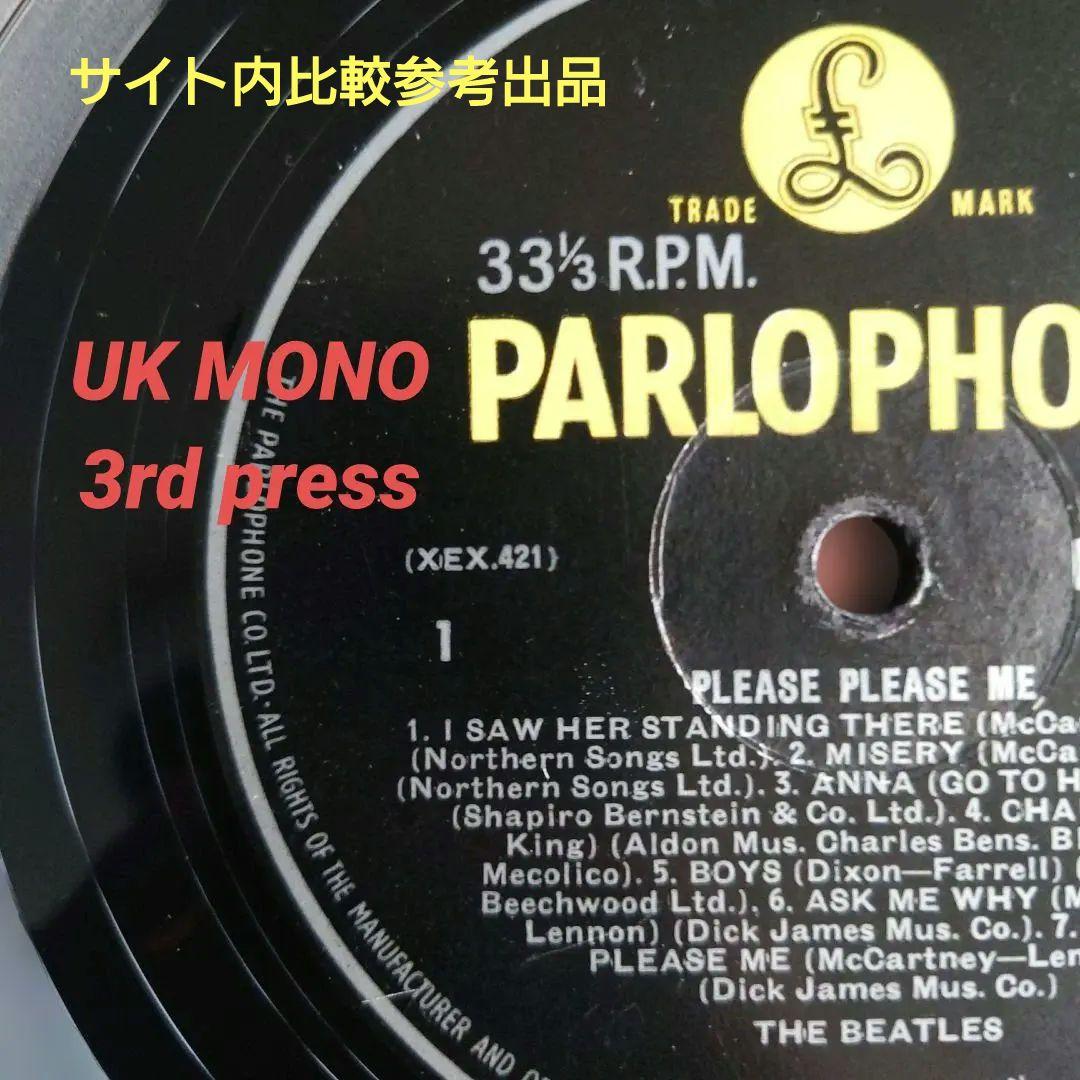 サイト内比較参考出品
£
TRADE MARK
33⅓ R.P.M.
PARLOPHO
UK MONO
3rd press
(XEX.421)
1
PLEASE PLEASE ME
1. I SAW HER STANDING THERE (McCa
(Northern Songs Ltd.). 2. MISERY (McCa
(Northern Songs Ltd.). 3. ANNA (GO TO H
(Shapiro Bernstein & Co. Ltd.). 4. CHA
King) (Aldon Mus. Charles Bens. B
Mecolico). 5. BOYS (Dixon—Farrell) (
Beechwood Ltd.). 6. ASK ME WHY (M
Lennon) (Dick James Mus. Co.). 7.
PLEASE ME (McCartney—Len
(Dick James Mus. Co.)
THE BEATLES
THE PARLOPHONE CO. LTD. · ALL RIGHTS OF THE MANUFACTURER AND O